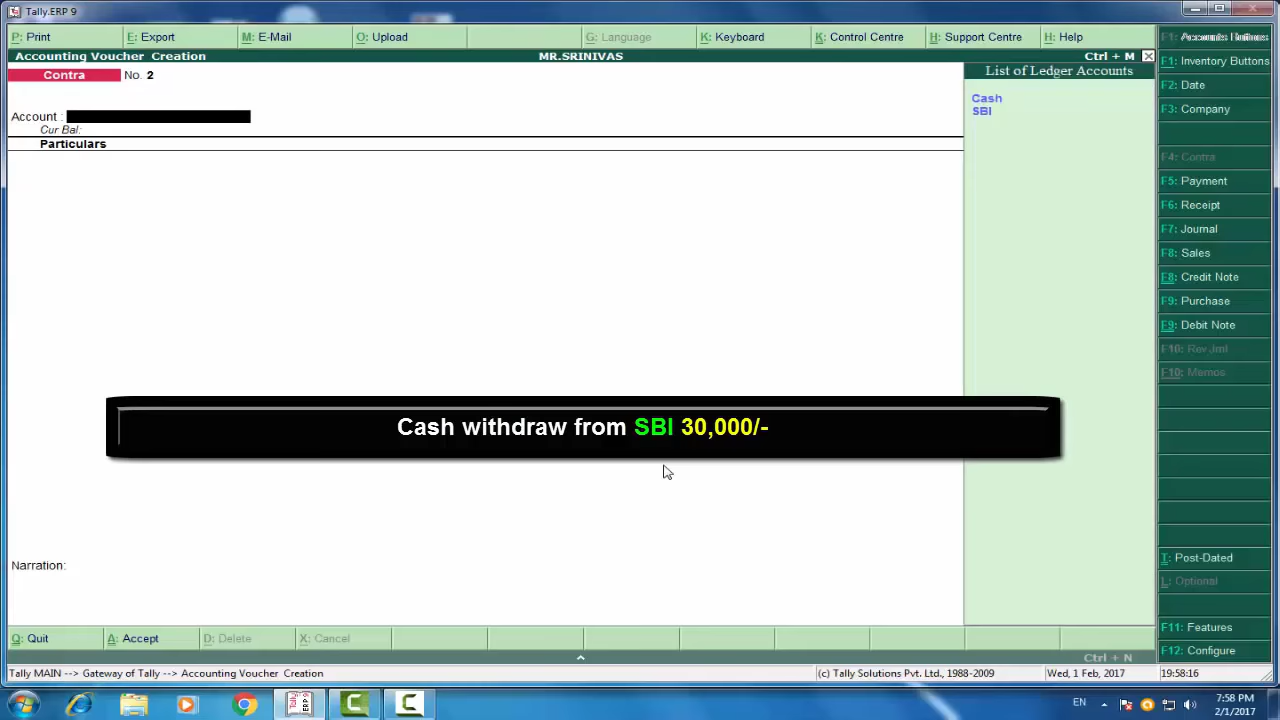 Tally.ERP 9
P: Print E: Export M: E-Mail O: Upload G: Language K: Keyboard K: Control Centre H: Support Centre H: Help
Accounting Voucher Creation MR.SRINIVAS Ctrl + M
Contra No. 2
Account :
Cur Bal:
Particulars
List of Ledger Accounts
Cash
SBI
Cash withdraw from SBI 30,000/-
Narration:
F1: Accounts Buttons
F1: Inventory Buttons
F2: Date
F3: Company
F4: Contra
F5: Payment
F6: Receipt
F7: Journal
F8: Sales
F8: Credit Note
F9: Purchase
F9: Debit Note
F10: Rev Jrnl
F10: Memos
T: Post-Dated
L: Optional
F11: Features
F12: Configure
Q: Quit A: Accept D: Delete X: Cancel
Ctrl + N
Tally MAIN --> Gateway of Tally --> Accounting Voucher Creation (c) Tally Solutions Pvt. Ltd., 1988-2009 Wed, 1 Feb, 2017 19:58:16
EN 7:58 PM
2/1/2017